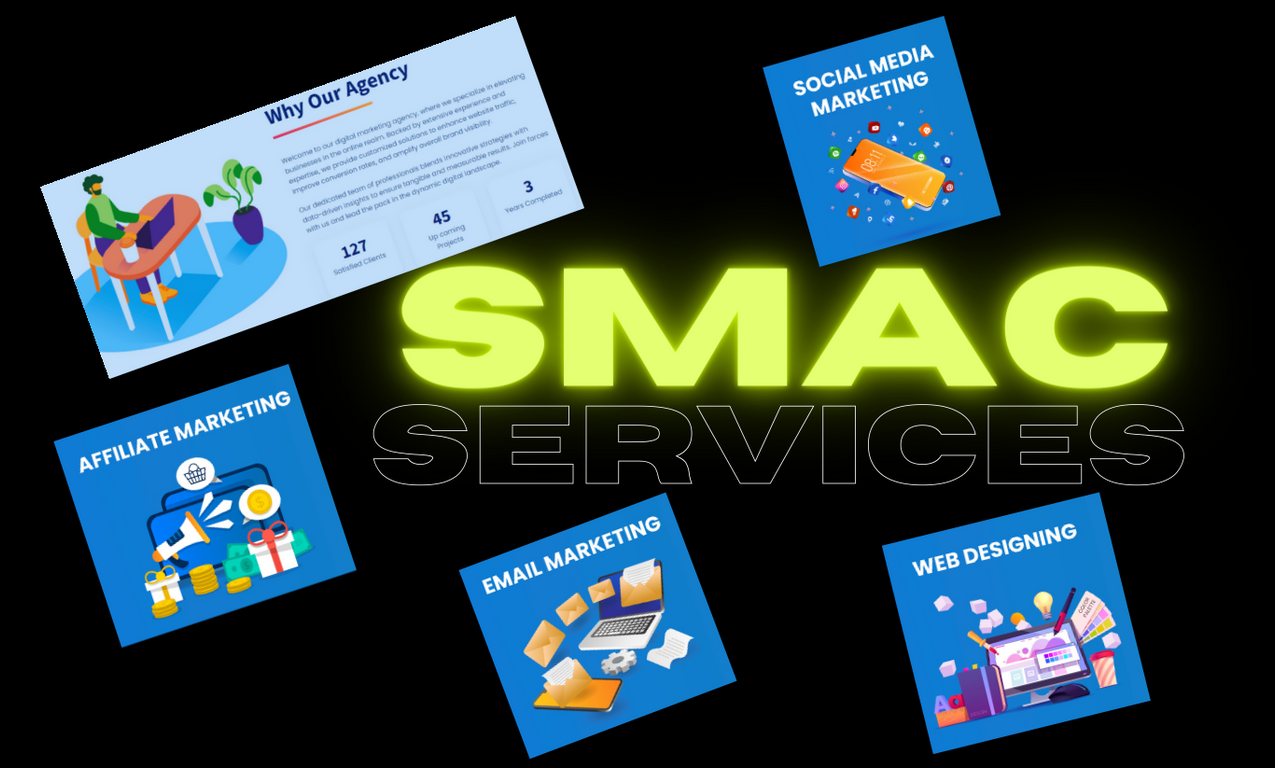 Why Our Agency
Welcome to our digital marketing agency, where we specialize in elevating
businesses in the online realm. Backed by extensive experience and
expertise, we provide customized solutions to enhance website traffic,
improve conversion rates, and amplify overall brand visibility.
Our dedicated team of professionals blends innovative strategies with
data-driven insights to ensure tangible and measurable results. Join forces
with us and lead the pack in the dynamic digital landscape.
127
Satisfied Clients
45
Up coming
Projects
3
Years Completed
SOCIAL MEDIA
MARKETING
08:11
SMAC
SERVICES
AFFILIATE MARKETING
EMAIL MARKETING
WEB DESIGNING
COLOR
PALETTE